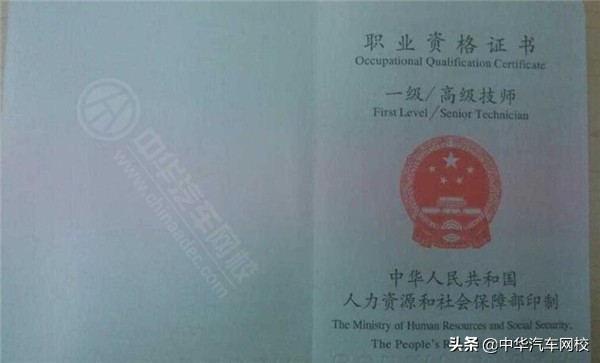 职业资格证书
Occupational Qualification Certificate
一级/高级技师
First Level/Senior Technician
中华人民共和国
人力资源和社会保障部印制
The Ministry of Human Resources and Social Security,
The People's R
中华汽车网校
头条 @中华汽车网校